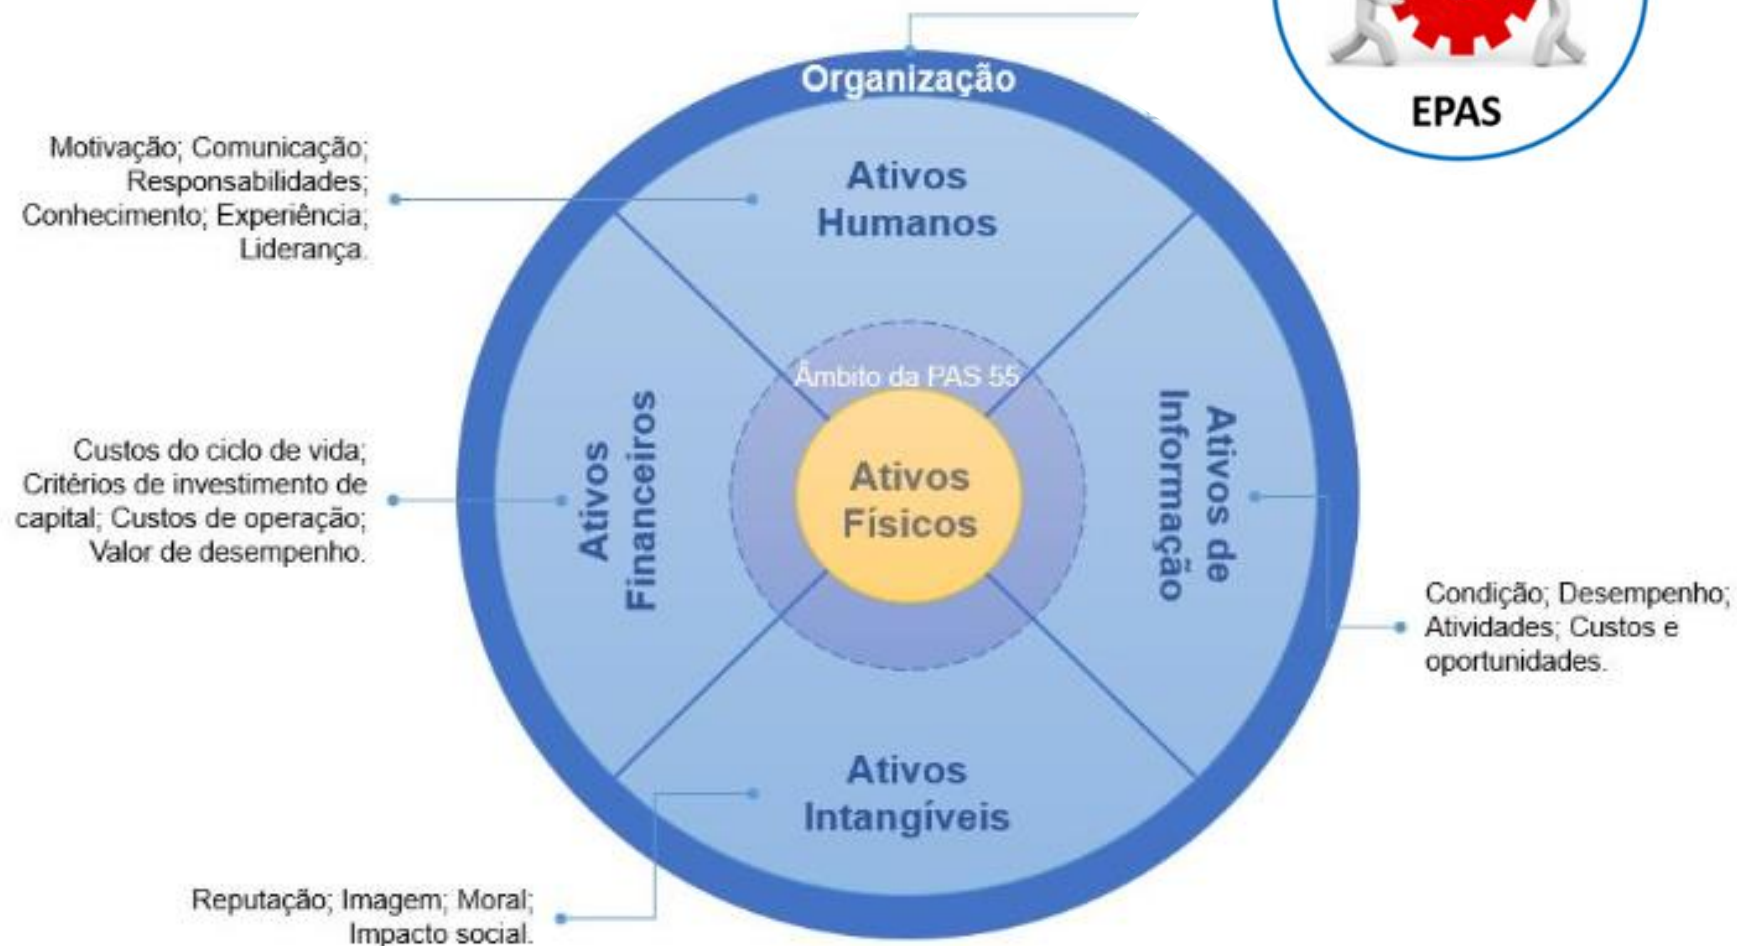 Organização
EPAS
Motivação; Comunicação;
Responsabilidades;
Conhecimento; Experiência;
Liderança.
Ativos
Humanos
Âmbito da PAS 55
Custos do ciclo de vida;
Critérios de investimento de
capital; Custos de operação;
Valor de desempenho.
Ativos
Financeiros
Ativos
Físicos
Ativos de
Informação
Condição; Desempenho;
Atividades; Custos e
oportunidades.
Ativos
Intangíveis
Reputação; Imagem; Moral;
Impacto social.